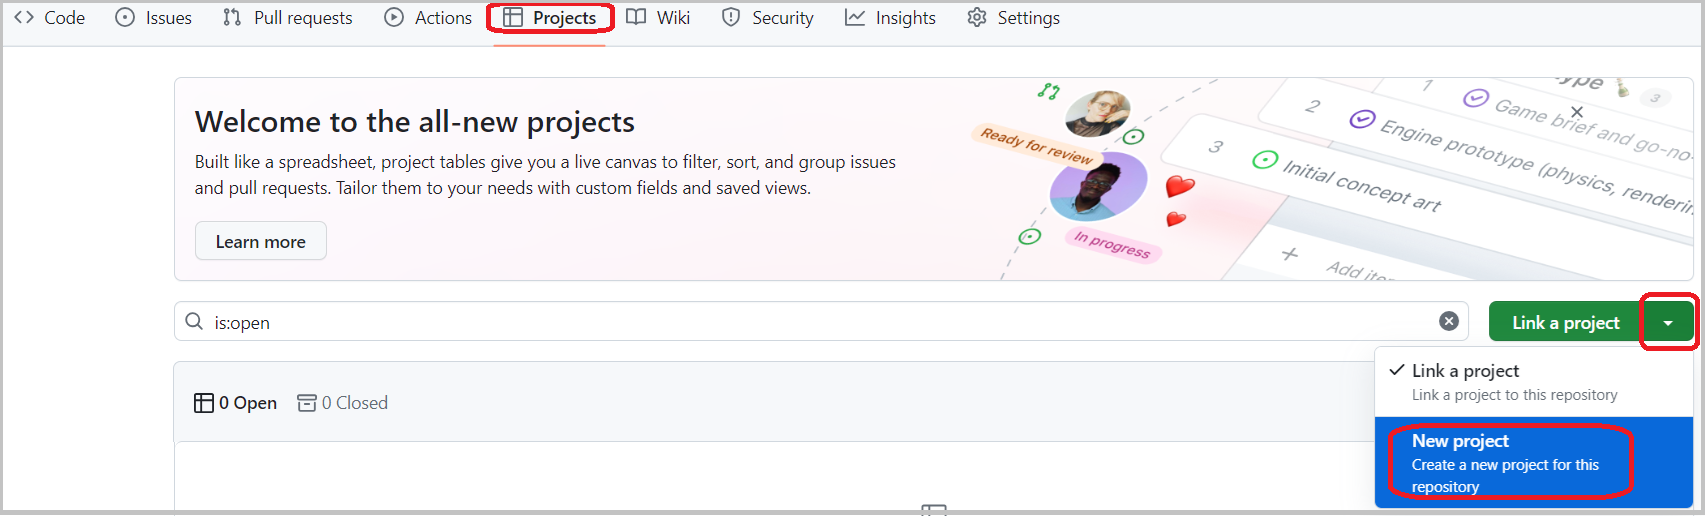 Code Issues Pull requests Actions Projects Wiki Security Insights Settings
Welcome to the all-new projects
Built like a spreadsheet, project tables give you a live canvas to filter, sort, and group issues
and pull requests. Tailor them to your needs with custom fields and saved views.
Learn more
Ready for review
In progress
3
1 Game brief and go-no-
2 Engine prototype (physics, renderin
3 Initial concept art
+ Add
is:open
Link a project
0 Open 0 Closed
Link a project
Link a project to this repository
New project
Create a new project for this
repository